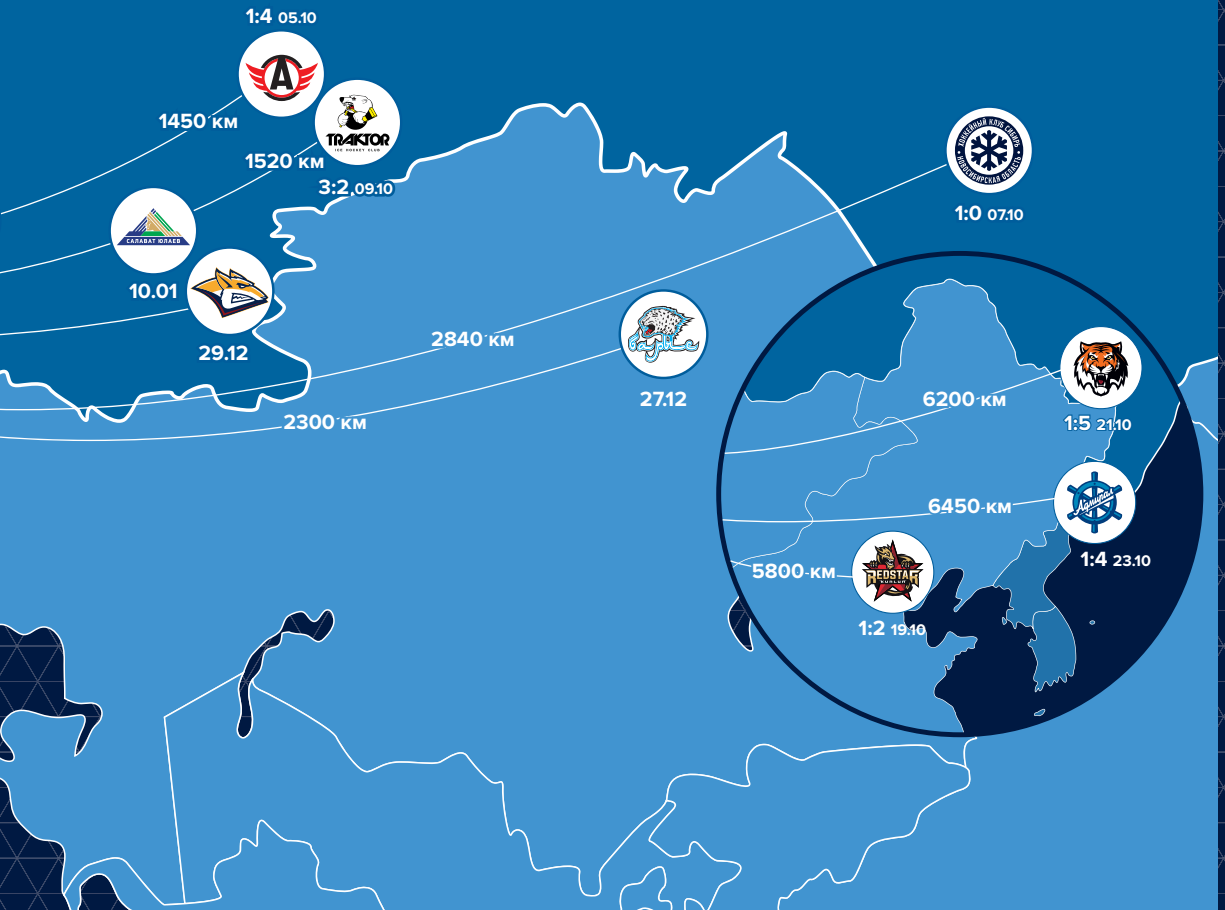 1:4 05.10
A
1450 км
TRAKTOR
ICE HOCKEY CLUB
1520 км
3:2 09.10
ХОККЕЙНЫЙ КЛУБ СИБИРЬ
НОВОСИБИРСКАЯ ОБЛАСТЬ
1:0 07.10
САЛАВАТ ЮЛАЕВ
10.01
29.12
2840 км
Барыс
27.12
2300 км
6200 км
1:5 21.10
Адмирал
6450 км
1:4 23.10
5800 км
REDSTAR
KUNLUN
1:2 19.10